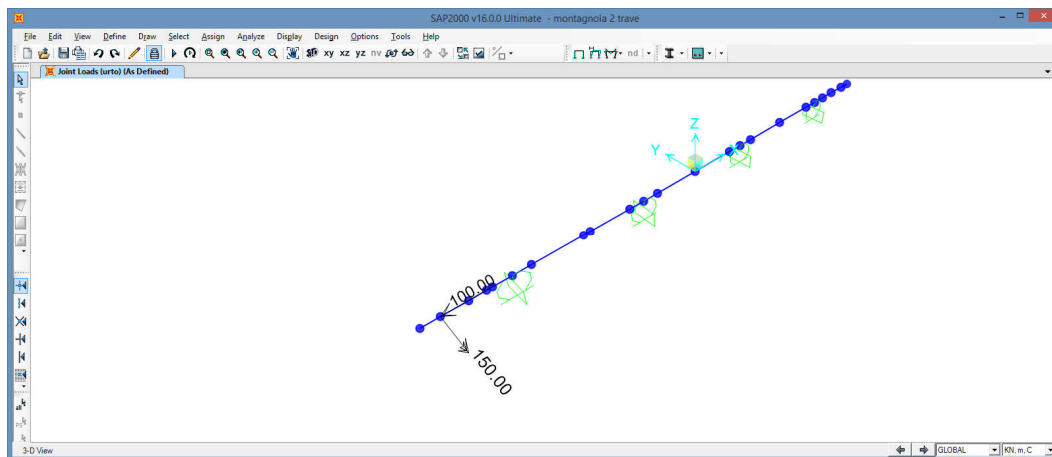 SAP2000 v16.0.0 Ultimate - montagnola 2 trave
File Edit View Define Draw Select Assign Analyze Display Design Options Tools Help
xy xz yz nv nd
Joint Loads (urto) (As Defined)
Z
Y
X
100.00
150.00
3-D View
GLOBAL
KN, m, C